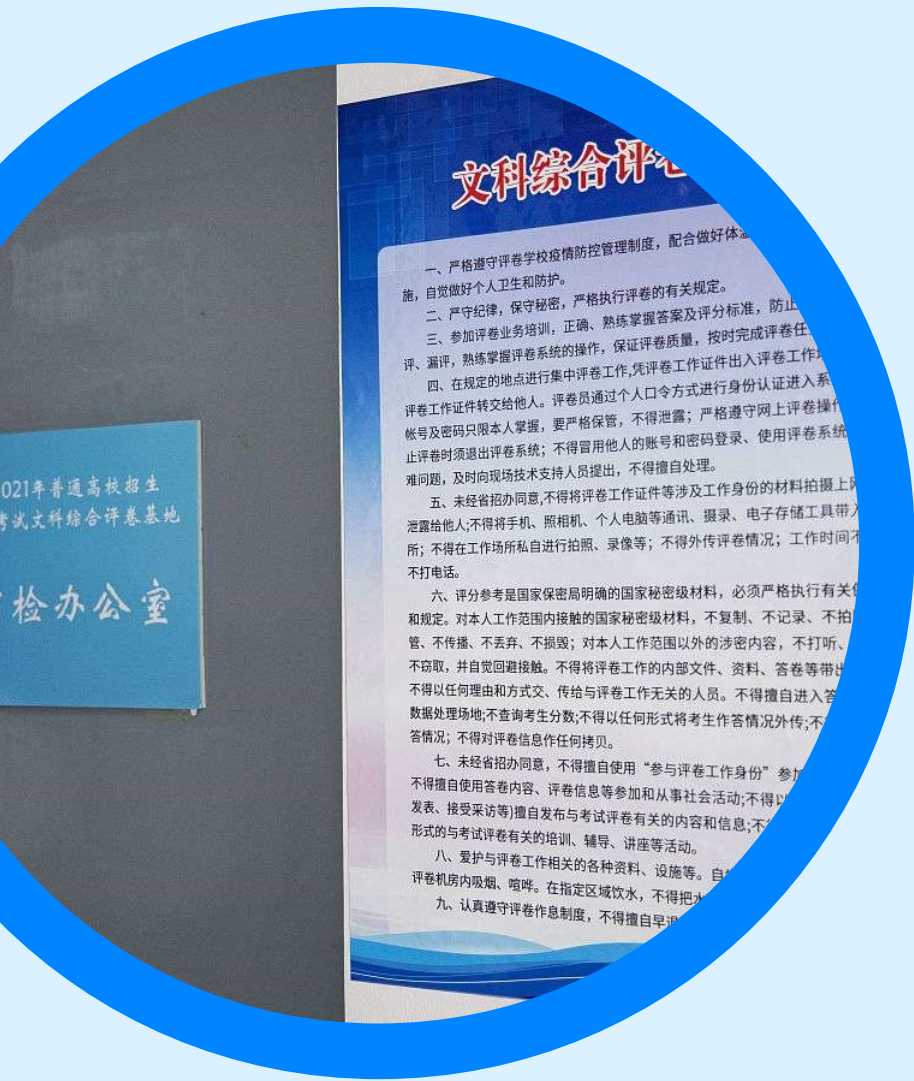 021年普通高校招生
考试文科综合评卷基地
检办公室
文科综合评卷
一、严格遵守评卷学校疫情防控管理制度，配合做好体温
施，自觉做好个人卫生和防护。
二、严守纪律，保守秘密，严格执行评卷的有关规定。
三、参加评卷业务培训，正确、熟练掌握答案及评分标准，防止
评、漏评，熟练掌握评卷系统的操作，保证评卷质量，按时完成评卷任
四、在规定的地点进行集中评卷工作,凭评卷工作证件出入评卷工作场
评卷工作证件转交给他人。评卷员通过个人口令方式进行身份认证进入系
帐号及密码只限本人掌握，要严格保管，不得泄露；严格遵守网上评卷操作
止评卷时须退出评卷系统；不得冒用他人的账号和密码登录、使用评卷系统
难问题，及时向现场技术支持人员提出，不得擅自处理。
五、未经省招办同意,不得将评卷工作证件等涉及工作身份的材料拍摄上网
泄露给他人;不得将手机、照相机、个人电脑等通讯、摄录、电子存储工具带入
所；不得在工作场所私自进行拍照、录像等；不得外传评卷情况；工作时间不
不打电话。
六、评分参考是国家保密局明确的国家秘密级材料，必须严格执行有关
和规定。对本人工作范围内接触的国家秘密级材料，不复制、不记录、不拍
管、不传播、不丢弃、不损毁；对本人工作范围以外的涉密内容，不打听、
不窃取，并自觉回避接触。不得将评卷工作的内部文件、资料、答卷等带出
不得以任何理由和方式交、传给与评卷工作无关的人员。不得擅自进入答
数据处理场地;不查询考生分数;不得以任何形式将考生作答情况外传;不
答情况；不得对评卷信息作任何拷贝。
七、未经省招办同意，不得擅自使用“参与评卷工作身份”参加
不得擅自使用答卷内容、评卷信息等参加和从事社会活动;不得以
发表、接受采访等)擅自发布与考试评卷有关的内容和信息;不
形式的与考试评卷有关的培训、辅导、讲座等活动。
八、爱护与评卷工作相关的各种资料、设施等。自
评卷机房内吸烟、喧哗。在指定区域饮水，不得把水
九、认真遵守评卷作息制度，不得擅自早退